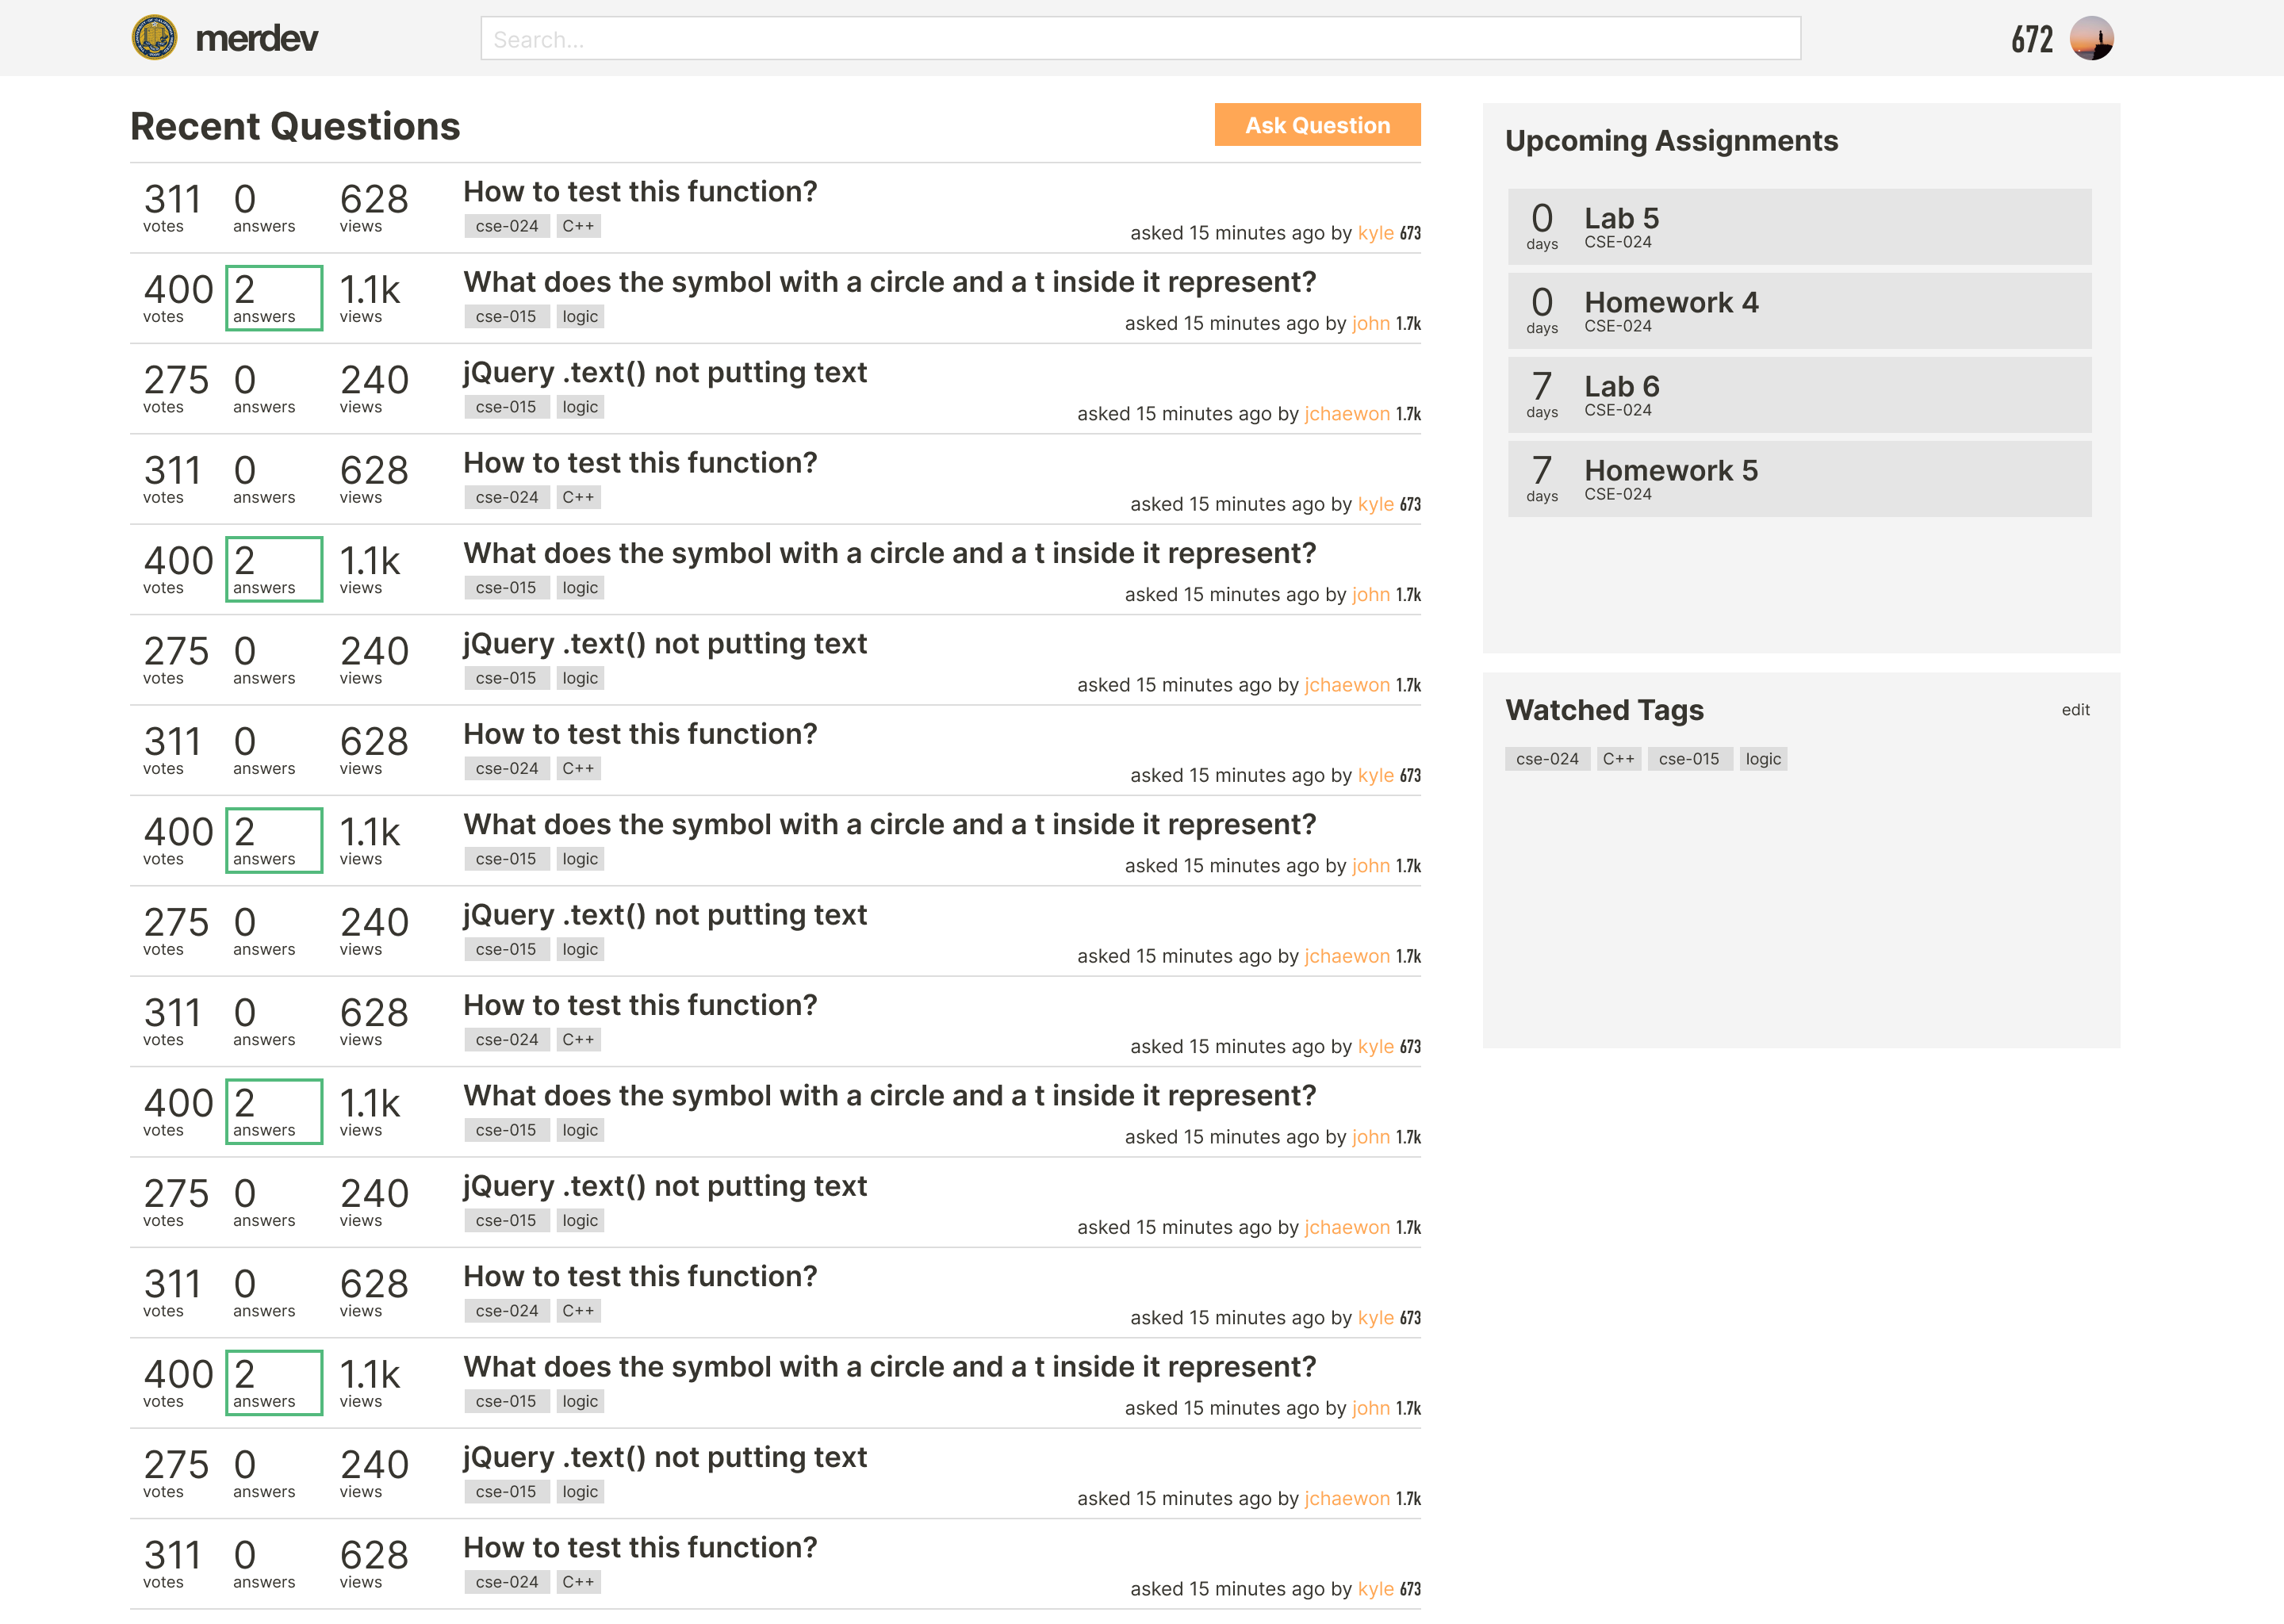 merdev
Search...
672
Recent Questions
Ask Question
311 votes 0 answers 628 views
How to test this function?
cse-024 C++
asked 15 minutes ago by kyle 673
400 votes 2 answers 1.1k views
What does the symbol with a circle and a t inside it represent?
cse-015 logic
asked 15 minutes ago by john 1.7k
275 votes 0 answers 240 views
jQuery .text() not putting text
cse-015 logic
asked 15 minutes ago by jchaewon 1.7k
311 votes 0 answers 628 views
How to test this function?
cse-024 C++
asked 15 minutes ago by kyle 673
400 votes 2 answers 1.1k views
What does the symbol with a circle and a t inside it represent?
cse-015 logic
asked 15 minutes ago by john 1.7k
275 votes 0 answers 240 views
jQuery .text() not putting text
cse-015 logic
asked 15 minutes ago by jchaewon 1.7k
311 votes 0 answers 628 views
How to test this function?
cse-024 C++
asked 15 minutes ago by kyle 673
400 votes 2 answers 1.1k views
What does the symbol with a circle and a t inside it represent?
cse-015 logic
asked 15 minutes ago by john 1.7k
275 votes 0 answers 240 views
jQuery .text() not putting text
cse-015 logic
asked 15 minutes ago by jchaewon 1.7k
311 votes 0 answers 628 views
How to test this function?
cse-024 C++
asked 15 minutes ago by kyle 673
400 votes 2 answers 1.1k views
What does the symbol with a circle and a t inside it represent?
cse-015 logic
asked 15 minutes ago by john 1.7k
275 votes 0 answers 240 views
jQuery .text() not putting text
cse-015 logic
asked 15 minutes ago by jchaewon 1.7k
311 votes 0 answers 628 views
How to test this function?
cse-024 C++
asked 15 minutes ago by kyle 673
400 votes 2 answers 1.1k views
What does the symbol with a circle and a t inside it represent?
cse-015 logic
asked 15 minutes ago by john 1.7k
275 votes 0 answers 240 views
jQuery .text() not putting text
cse-015 logic
asked 15 minutes ago by jchaewon 1.7k
311 votes 0 answers 628 views
How to test this function?
cse-024 C++
asked 15 minutes ago by kyle 673
Upcoming Assignments
0 days
Lab 5
CSE-024
0 days
Homework 4
CSE-024
7 days
Lab 6
CSE-024
7 days
Homework 5
CSE-024
Watched Tags
edit
cse-024 C++ cse-015 logic